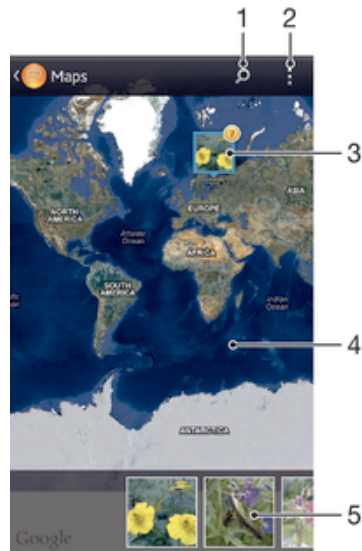 1 2
Maps
7
3
ASIA
NORTH
AMERICA
EUROPE
Atlantic
Ocean
AFRICA
SOUTH
AMERICA
Indian
Ocean
4
ANTARCTICA
5
Google